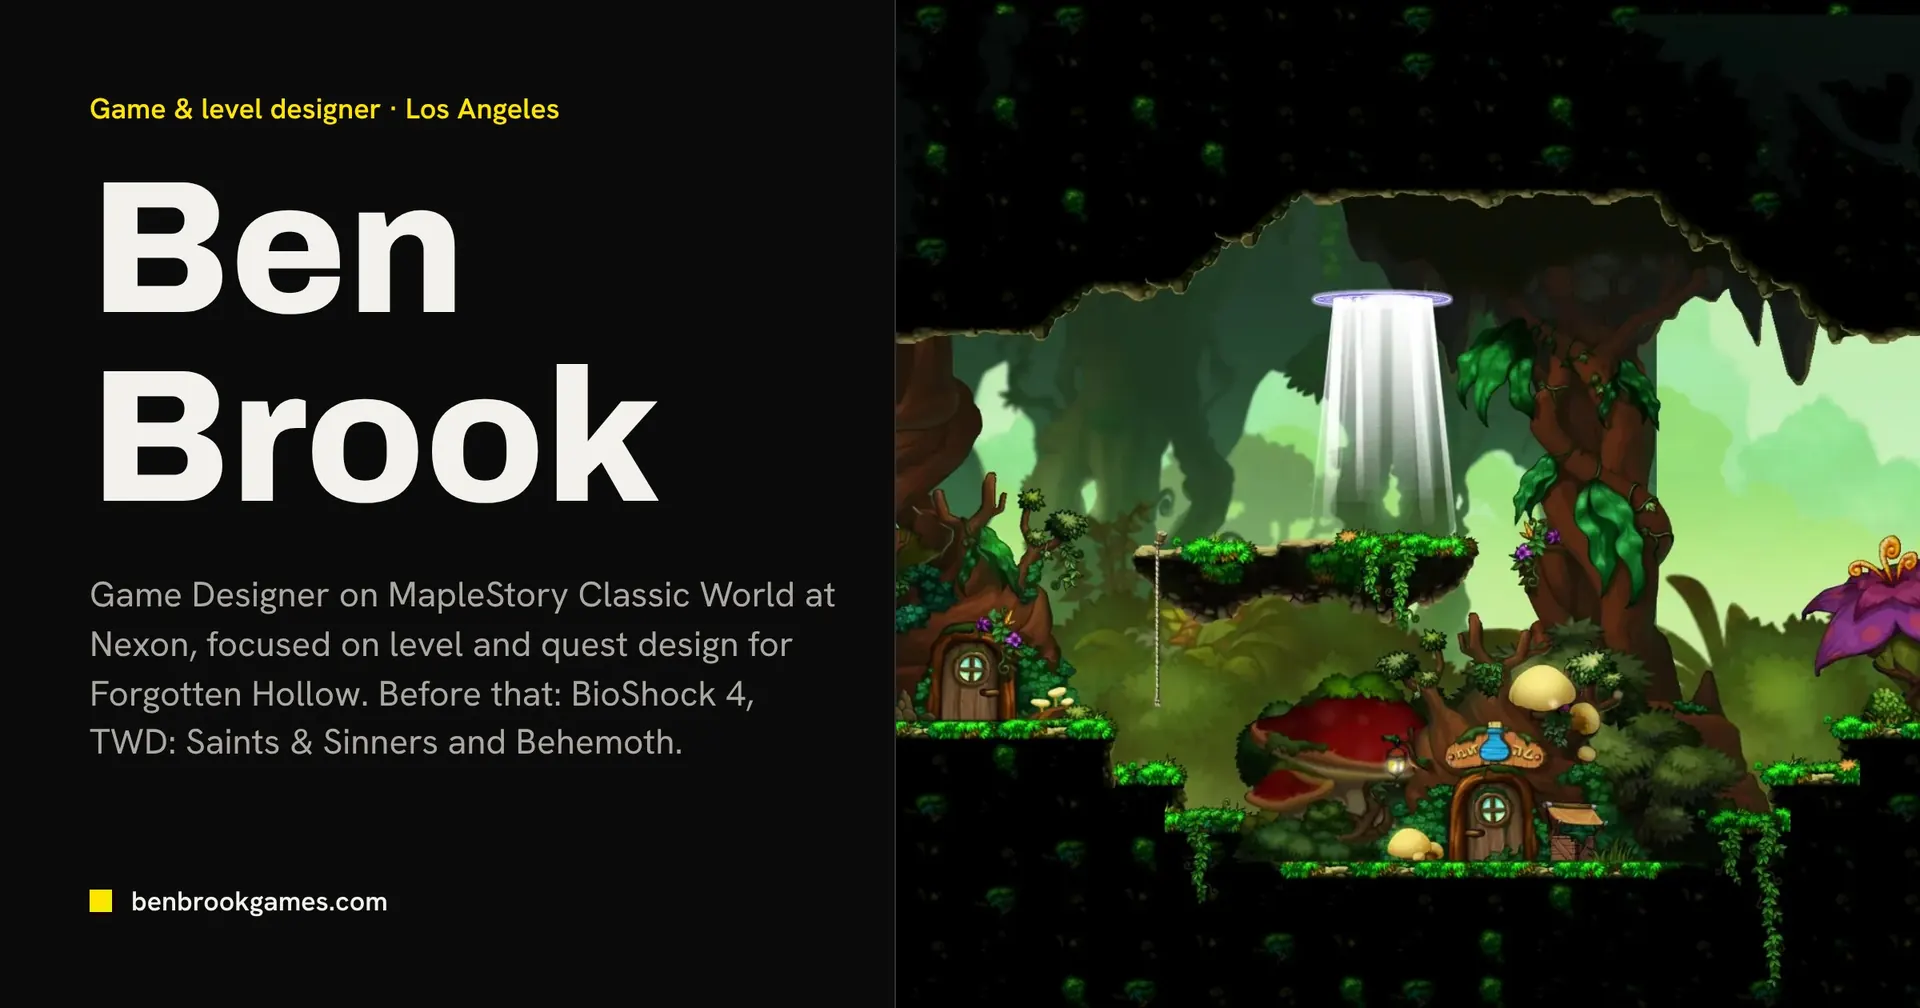 Game & level designer · Los Angeles
Ben
Brook
Game Designer on MapleStory Classic World at
Nexon, focused on level and quest design for
Forgotten Hollow. Before that: BioShock 4,
TWD: Saints & Sinners and Behemoth.
benbrookgames.com